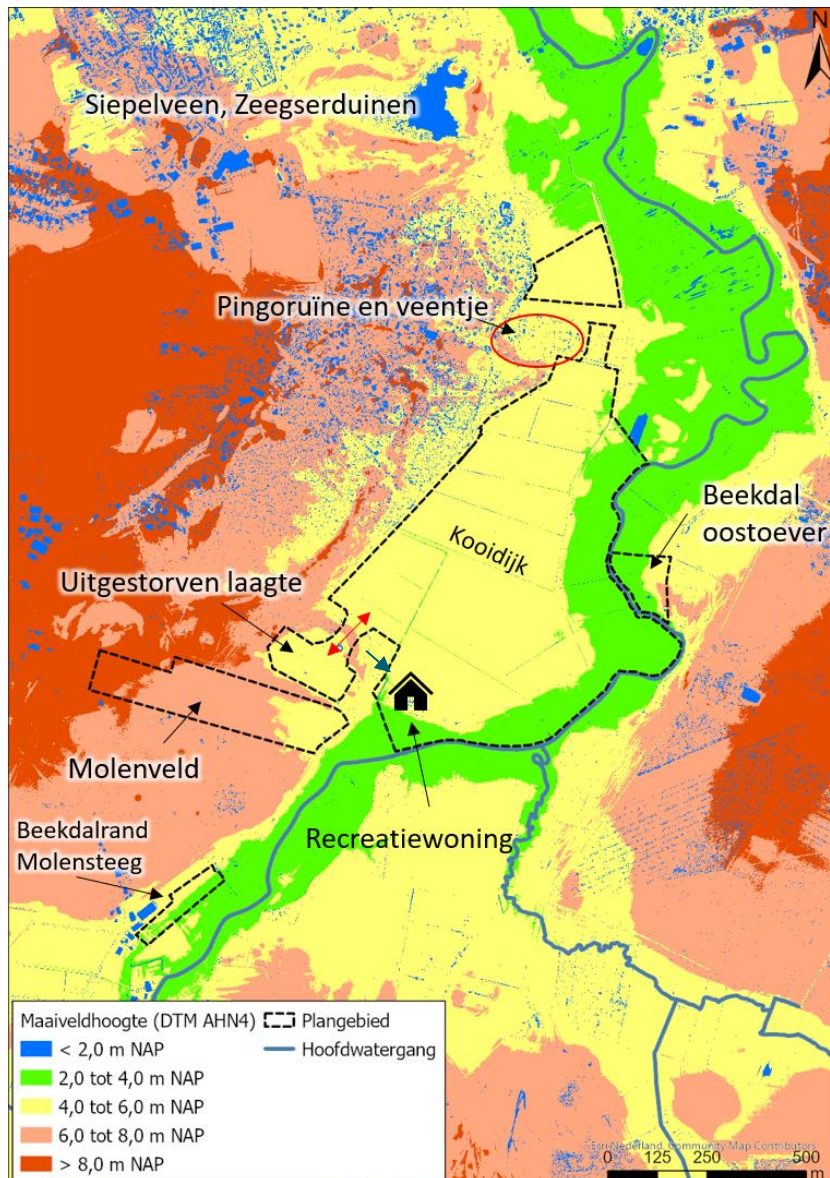 N
Siepelveen, Zeegserduinen
Pingoruïne en veentje
Beekdal
oostoever
Kooidijk
Uitgestorven laagte
Molenveld
Beekdalrand
Molensteeg
Recreatiewoning
Maaiveldhoogte (DTM AHN4)
Plangebied
< 2,0 m NAP
Hoofdwatergang
2,0 tot 4,0 m NAP
4,0 tot 6,0 m NAP
6,0 tot 8,0 m NAP
> 8,0 m NAP
Esri Nederland, Community Map Contributors
0 125 250 500
m